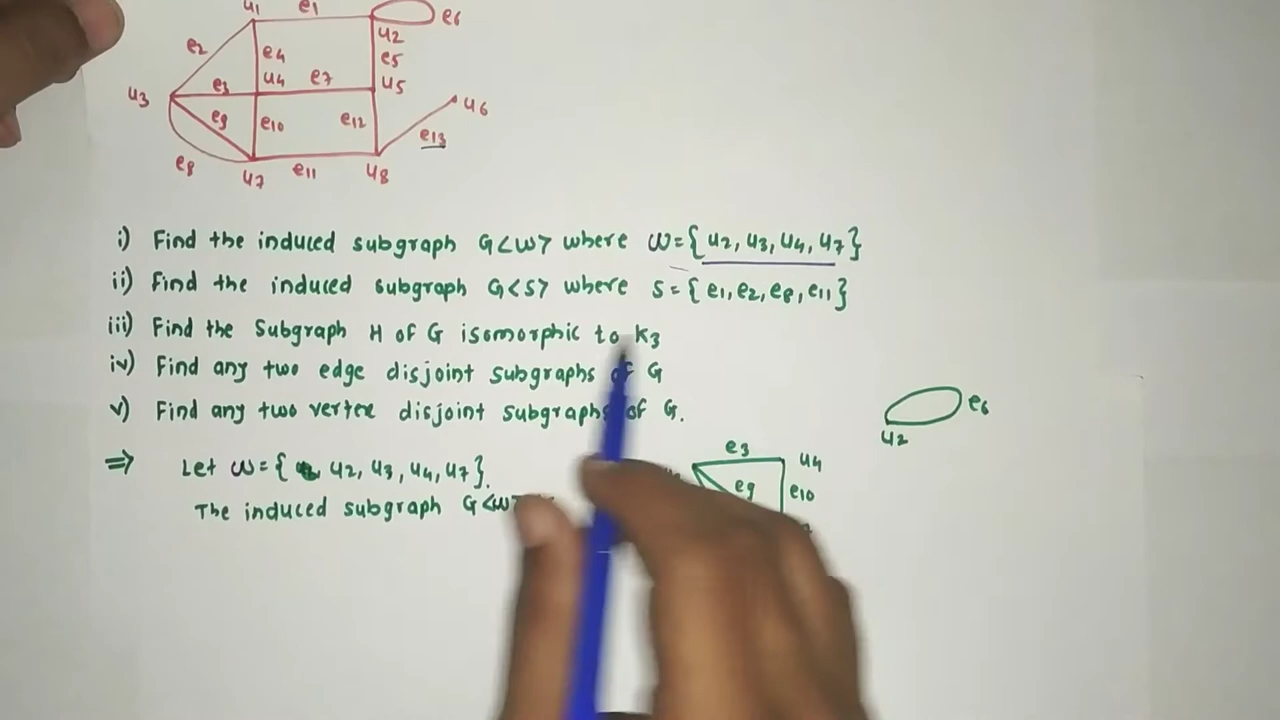 u1 e1 e6
u2
e2 e4 e5
u3 e3 u4 e7 u5
u6
e9 e10 e12 e13
e8 u7 e11 u8
i) Find the induced subgraph G<W> where W={u2, u3, u4, u7}
ii) Find the induced subgraph G<S> where S={e1, e2, e8, e11}
iii) Find the Subgraph H of G isomorphic to K3
iv) Find any two edge disjoint subgraphs of G
v) Find any two vertex disjoint subgraphs of G.
e6
u2
⇒ Let W={ u2, u3, u4, u7}.
e3 u4
e9 e10
The induced subgraph G<W>